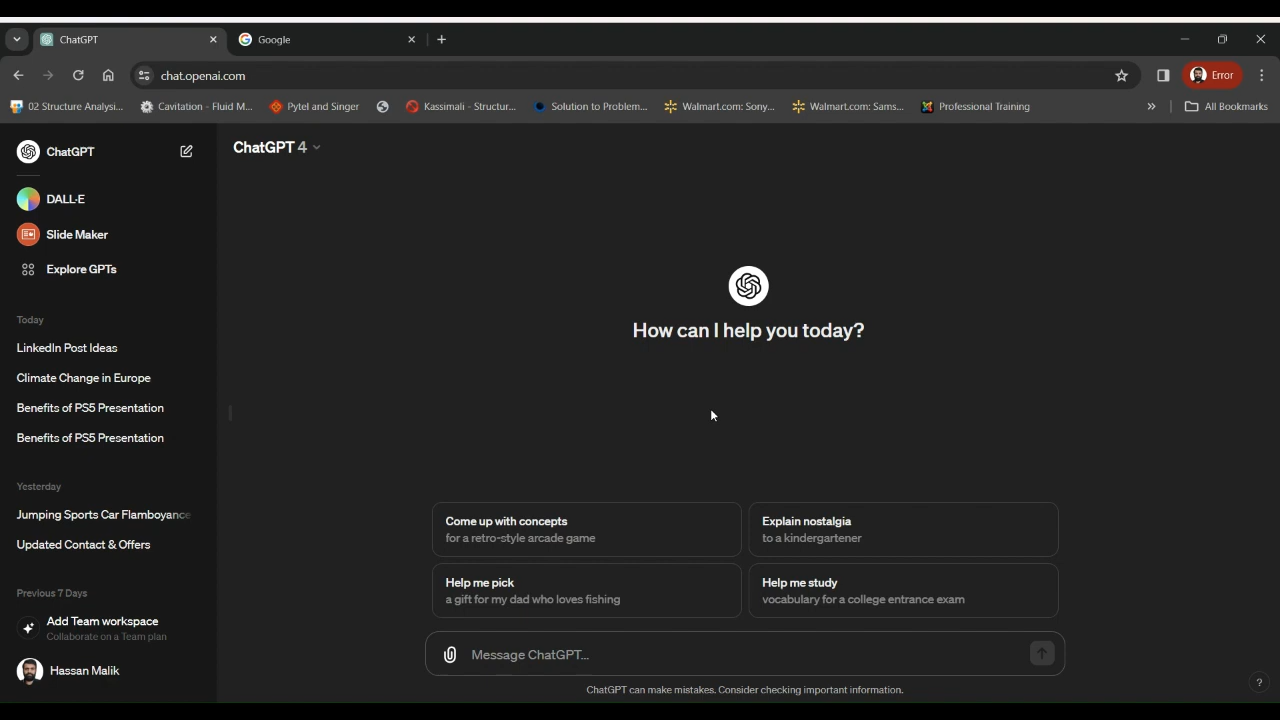 ChatGPT
Google
chat.openai.com
Error
02 Structure Analysi...
Cavitation - Fluid M...
Pytel and Singer
Kassimali - Structur...
Solution to Problem...
Walmart.com: Sony...
Walmart.com: Sams...
Professional Training
All Bookmarks
ChatGPT
ChatGPT 4
DALL·E
Slide Maker
Explore GPTs
Today
LinkedIn Post Ideas
Climate Change in Europe
Benefits of PS5 Presentation
Benefits of PS5 Presentation
Yesterday
Jumping Sports Car Flamboyance
Updated Contact & Offers
Previous 7 Days
Add Team workspace
Collaborate on a Team plan
Hassan Malik
How can I help you today?
Come up with concepts
for a retro-style arcade game
Explain nostalgia
to a kindergartener
Help me pick
a gift for my dad who loves fishing
Help me study
vocabulary for a college entrance exam
Message ChatGPT...
ChatGPT can make mistakes. Consider checking important information.
?